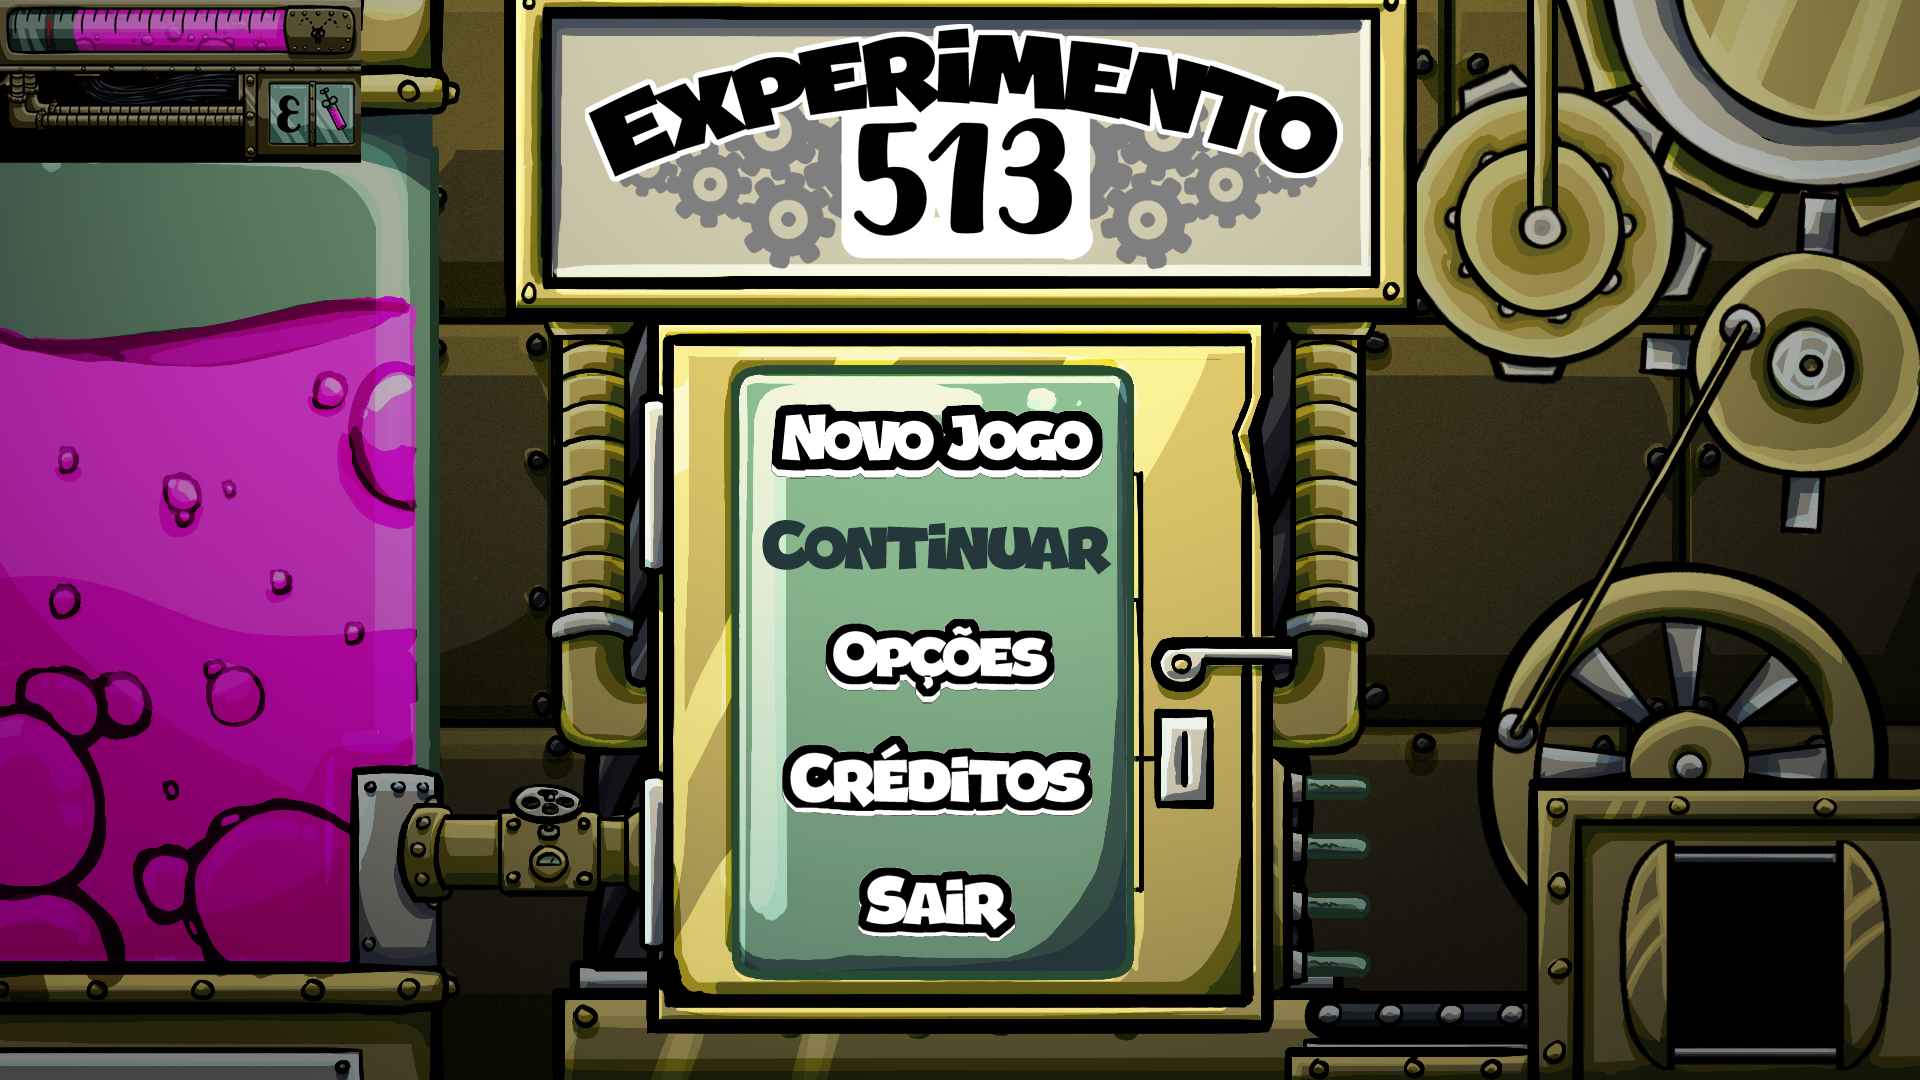 EXPERiMENTO
513
NOVO JOGO
CONTiNUAR
OPÇÕES
CRÉDiTOS
SAiR